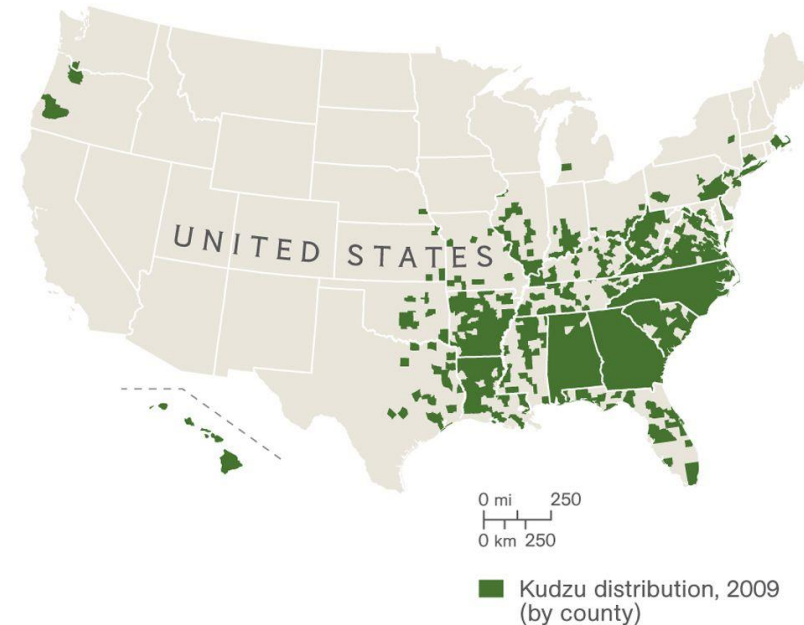 UNITED STATES
0 mi 250
0 km 250
Kudzu distribution, 2009
(by county)